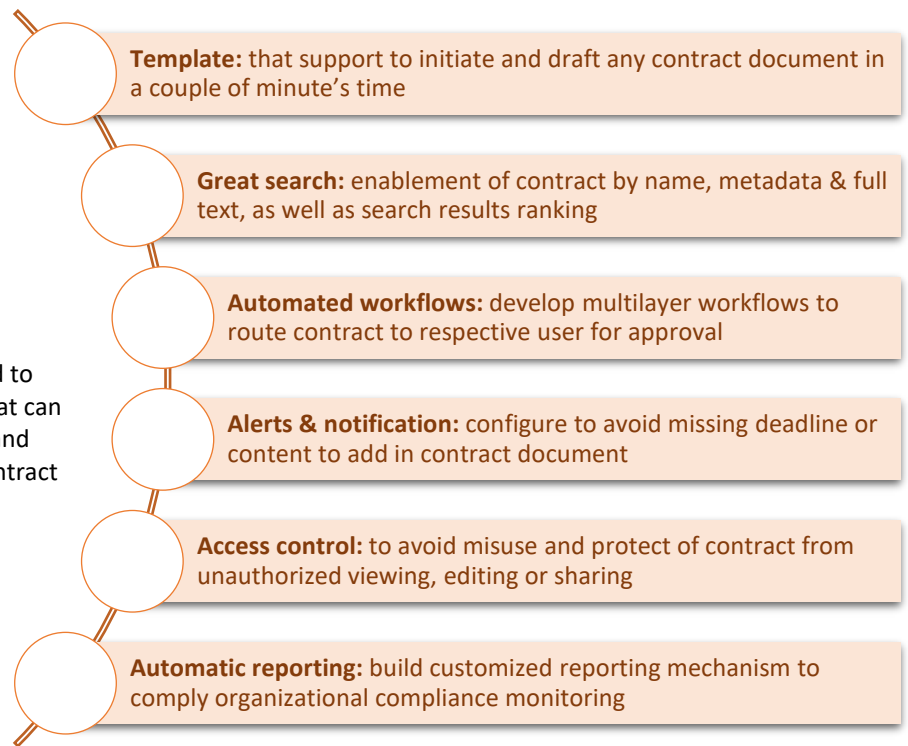 Template: that support to initiate and draft any contract document in
a couple of minute's time
Great search: enablement of contract by name, metadata & full
text, as well as search results ranking
Automated workflows: develop multilayer workflows to
route contract to respective user for approval
to
can
Alerts & notification: configure to avoid missing deadline or
content to add in contract document
Access control: to avoid misuse and protect of contract from
unauthorized viewing, editing or sharing
Automatic reporting: build customized reporting mechanism to
comply organizational compliance monitoring